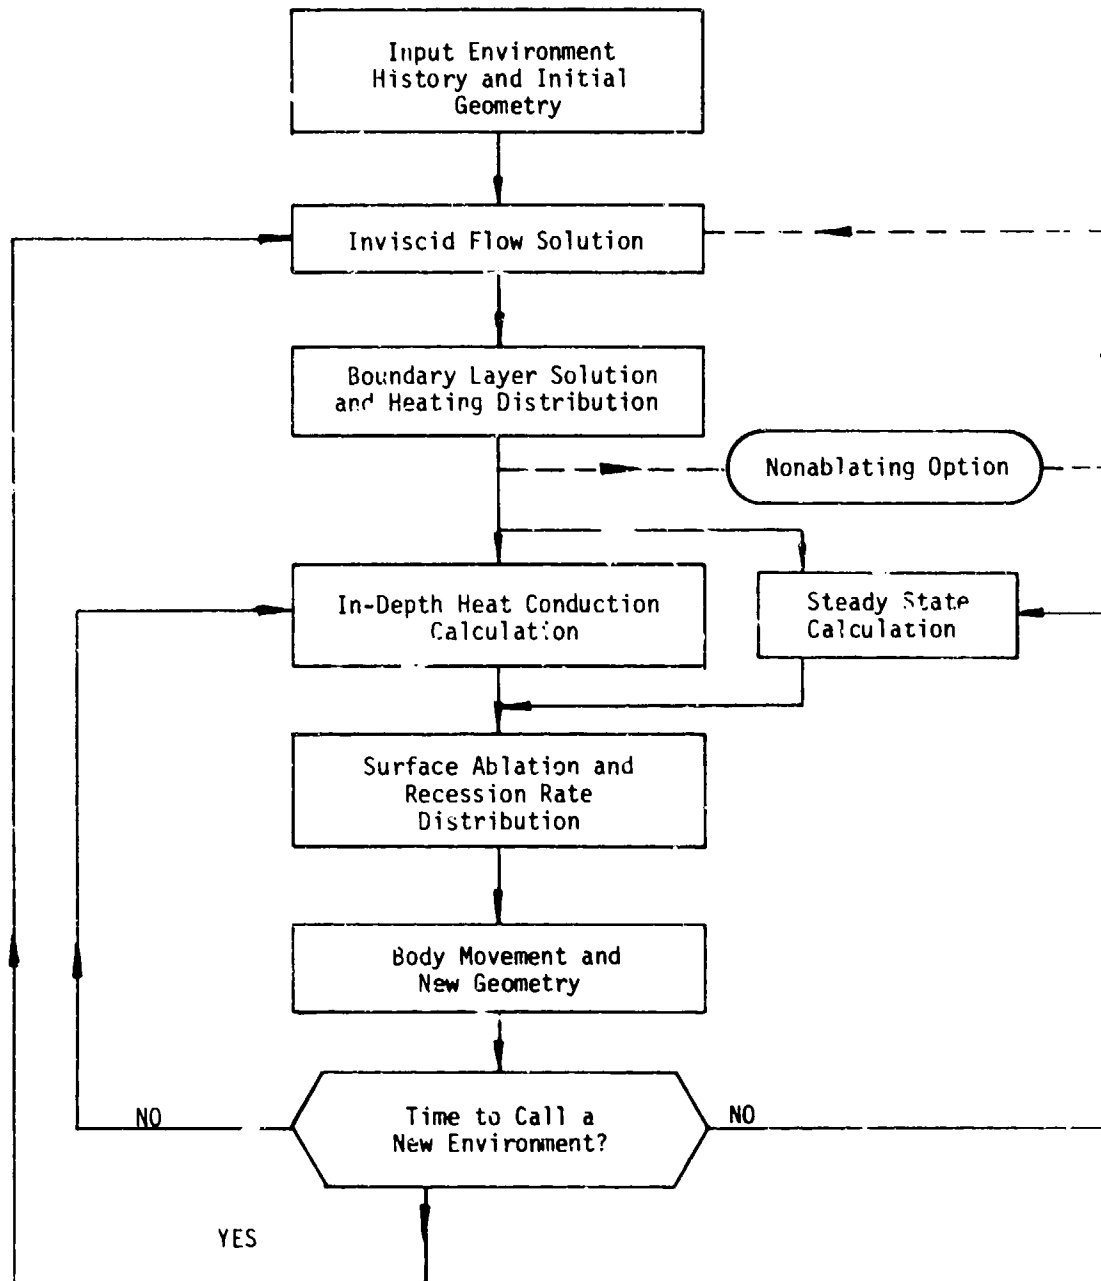 Input Environment
History and Initial
Geometry
Inviscid Flow Solution
Boundary Layer Solution
and Heating Distribution
Nonablating Option
In-Depth Heat Conduction
Calculation
Steady State
Calculation
Surface Ablation and
Recession Rate
Distribution
Body Movement and
New Geometry
NO
Time to Call a
New Environment?
NO
YES